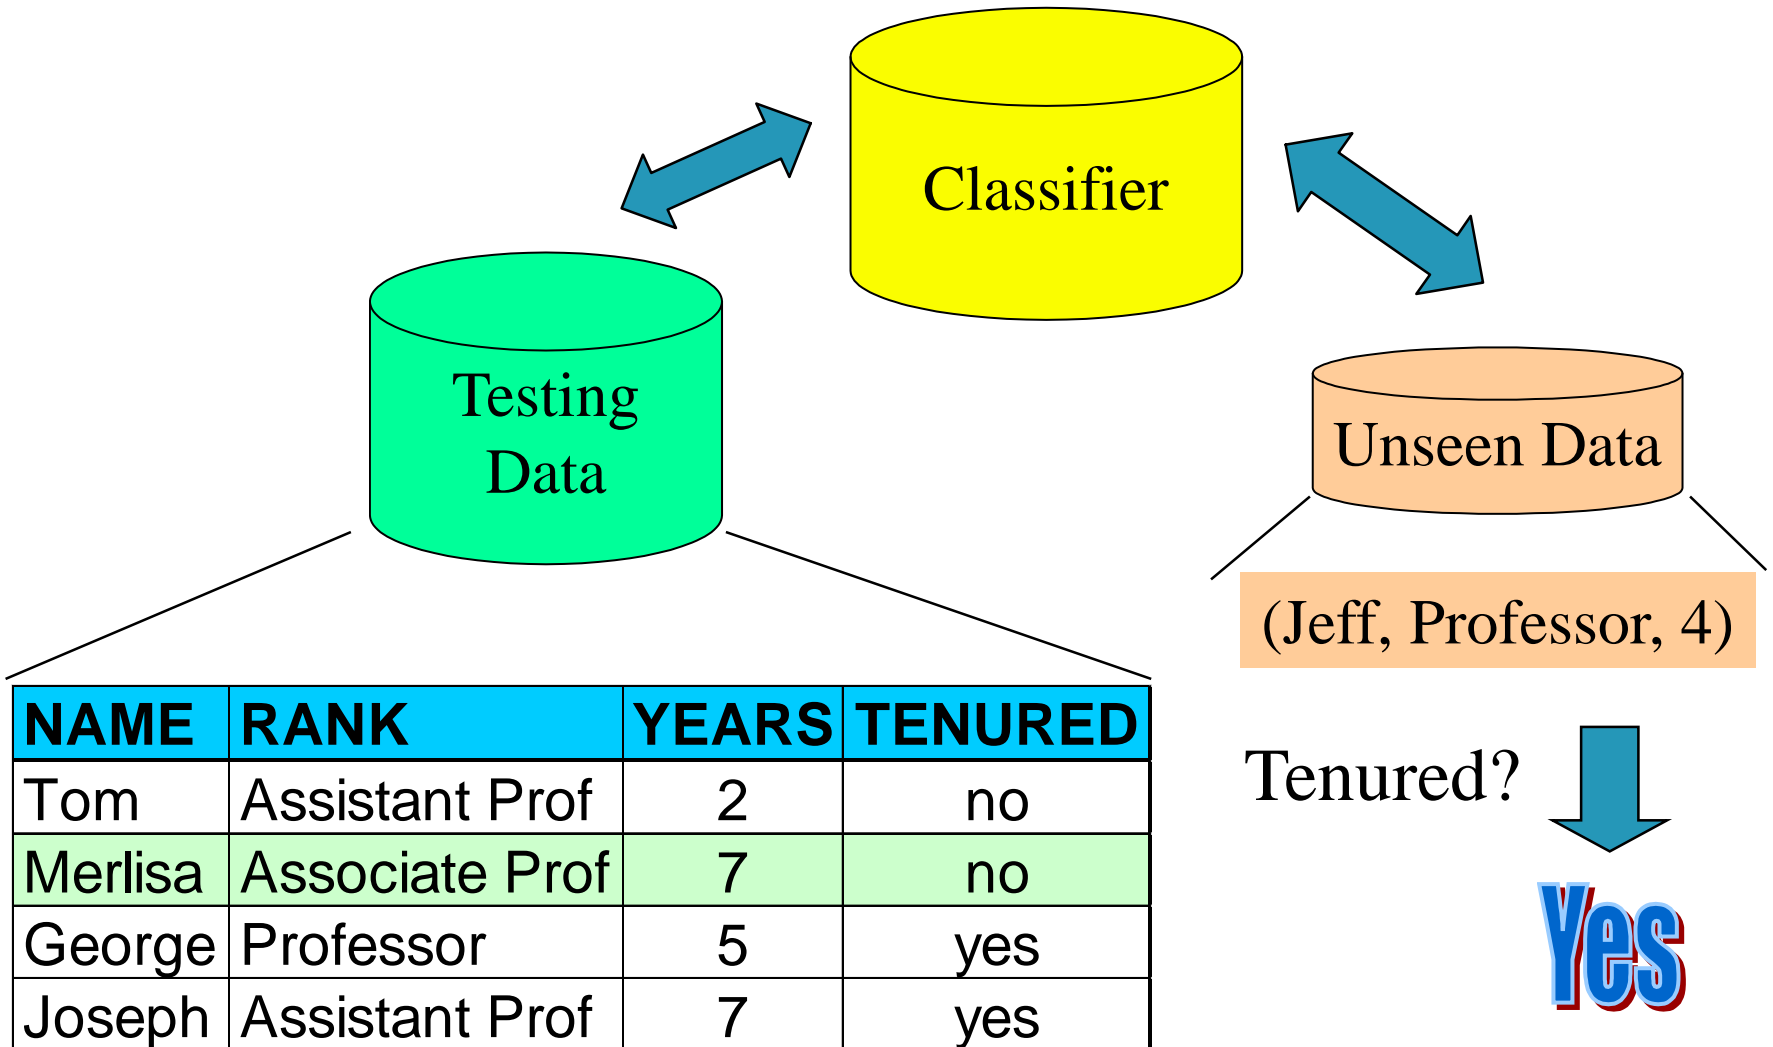 Classifier
Testing
Data
Unseen Data
(Jeff, Professor, 4)
NAME RANK YEARS TENURED
Tom Assistant Prof 2 no
Merlisa Associate Prof 7 no
George Professor 5 yes
Joseph Assistant Prof 7 yes
Tenured?
Yes